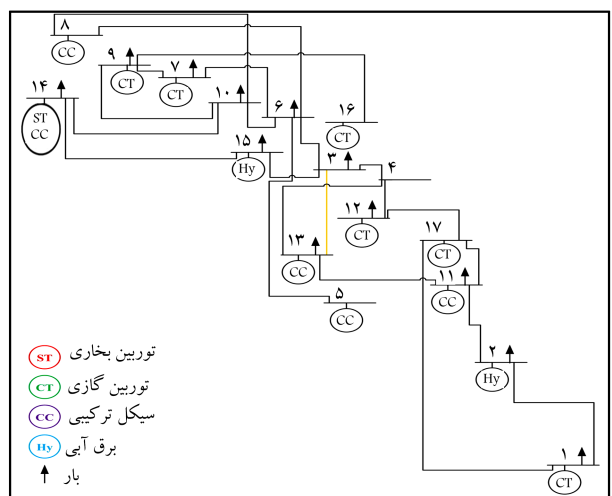 ۸
CC
۹
CT
۷
CT
۱۴
ST
CC
۱۰
۶
۱۶
CT
۱۵
Hy
۳
۴
۱۲
CT
۱۳
CC
۱۷
CT
۱۱
CC
۵
CC
۲
Hy
۱
CT
ST توربین بخاری
CT توربین گازی
CC سیکل ترکیبی
Hy برق آبی
بار